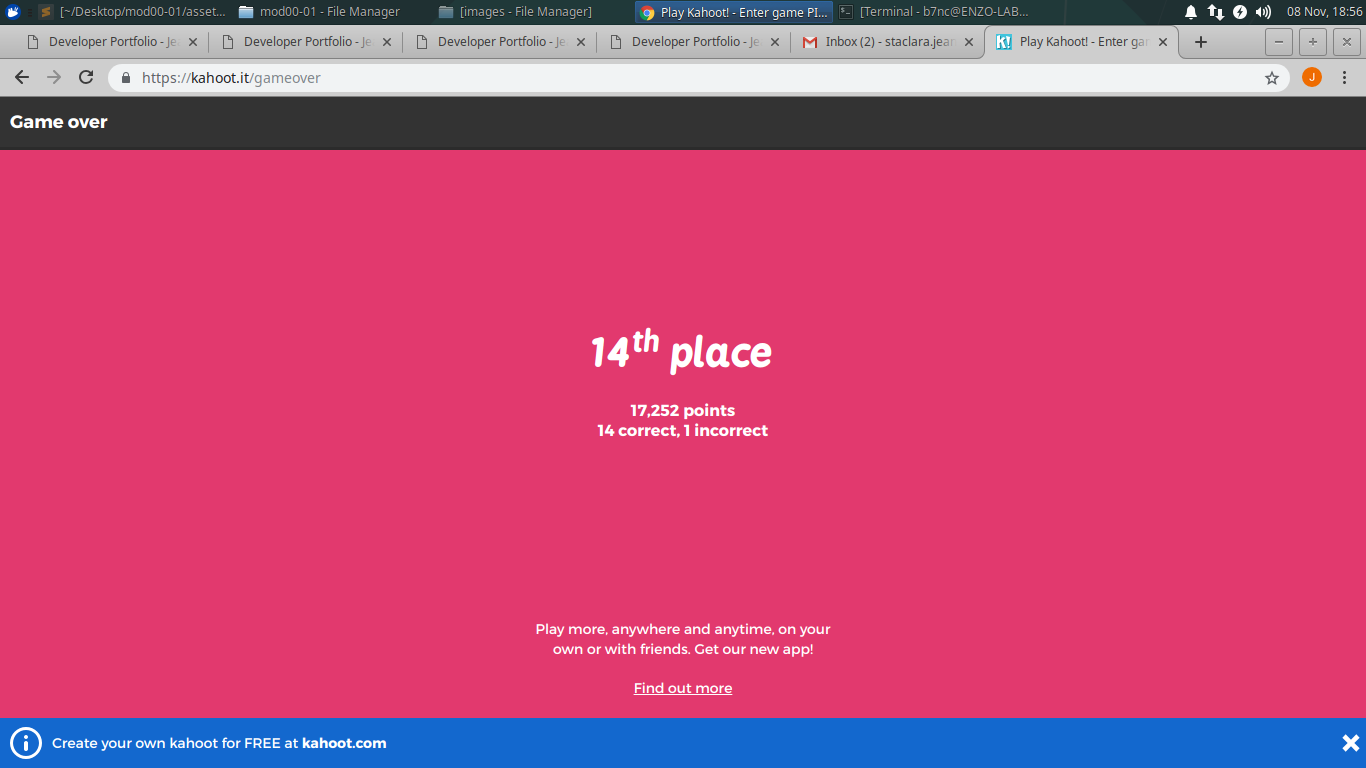 [~/Desktop/mod00-01/asset... mod00-01 - File Manager [images - File Manager] Play Kahoot! - Enter game PI... [Terminal - b7nc@ENZO-LAB... 08 Nov, 18:56
Developer Portfolio - Je Developer Portfolio - Je Developer Portfolio - Je Developer Portfolio - Je Inbox (2) - staclara.jean K! Play Kahoot! - Enter gar
https://kahoot.it/gameover J
Game over
14th place
17,252 points
14 correct, 1 incorrect
Play more, anywhere and anytime, on your
own or with friends. Get our new app!
Find out more
Create your own kahoot for FREE at kahoot.com